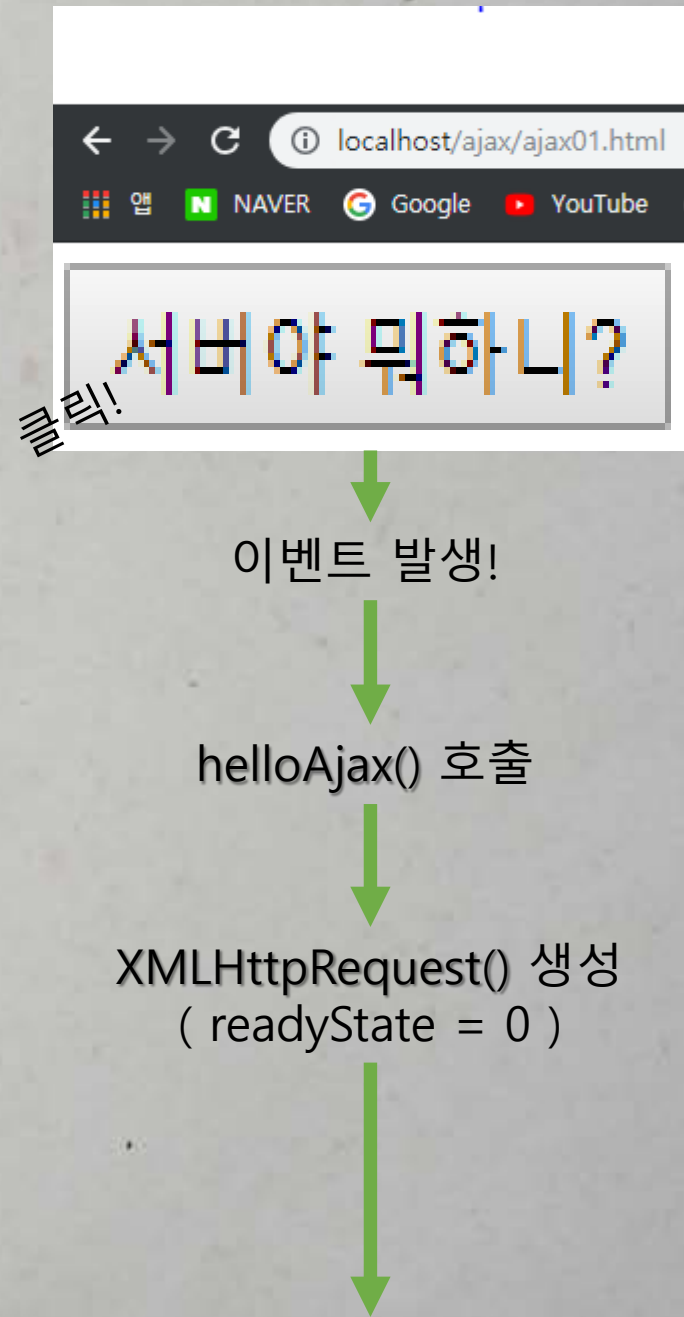 localhost/ajax/ajax01.html
앱 NAVER Google YouTube
서버야 뭐하니?
클릭!
이벤트 발생!
helloAjax() 호출
XMLHttpRequest() 생성
( readyState = 0 )